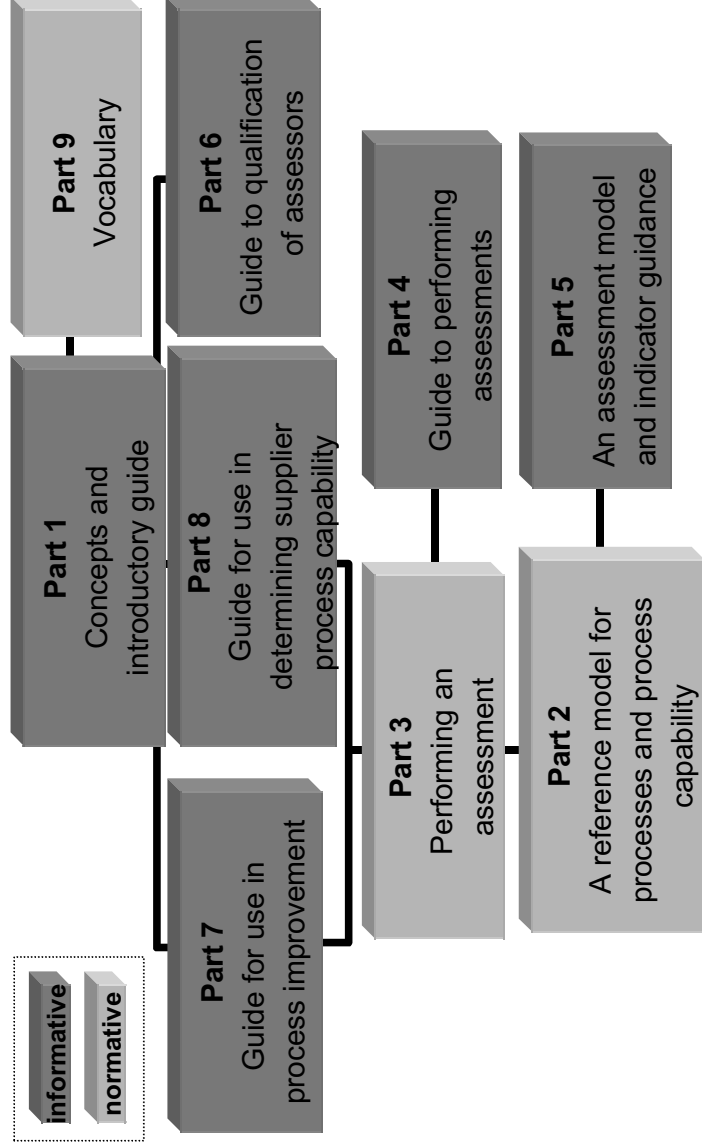 informative
normative
Part 1
Concepts and
introductory guide
Part 9
Vocabulary
Part 7
Guide for use in
process improvement
Part 8
Guide for use in
determining supplier
process capability
Part 6
Guide to qualification
of assessors
Part 3
Performing an
assessment
Part 4
Guide to performing
assessments
Part 2
A reference model for
processes and process
capability
Part 5
An assessment model
and indicator guidance